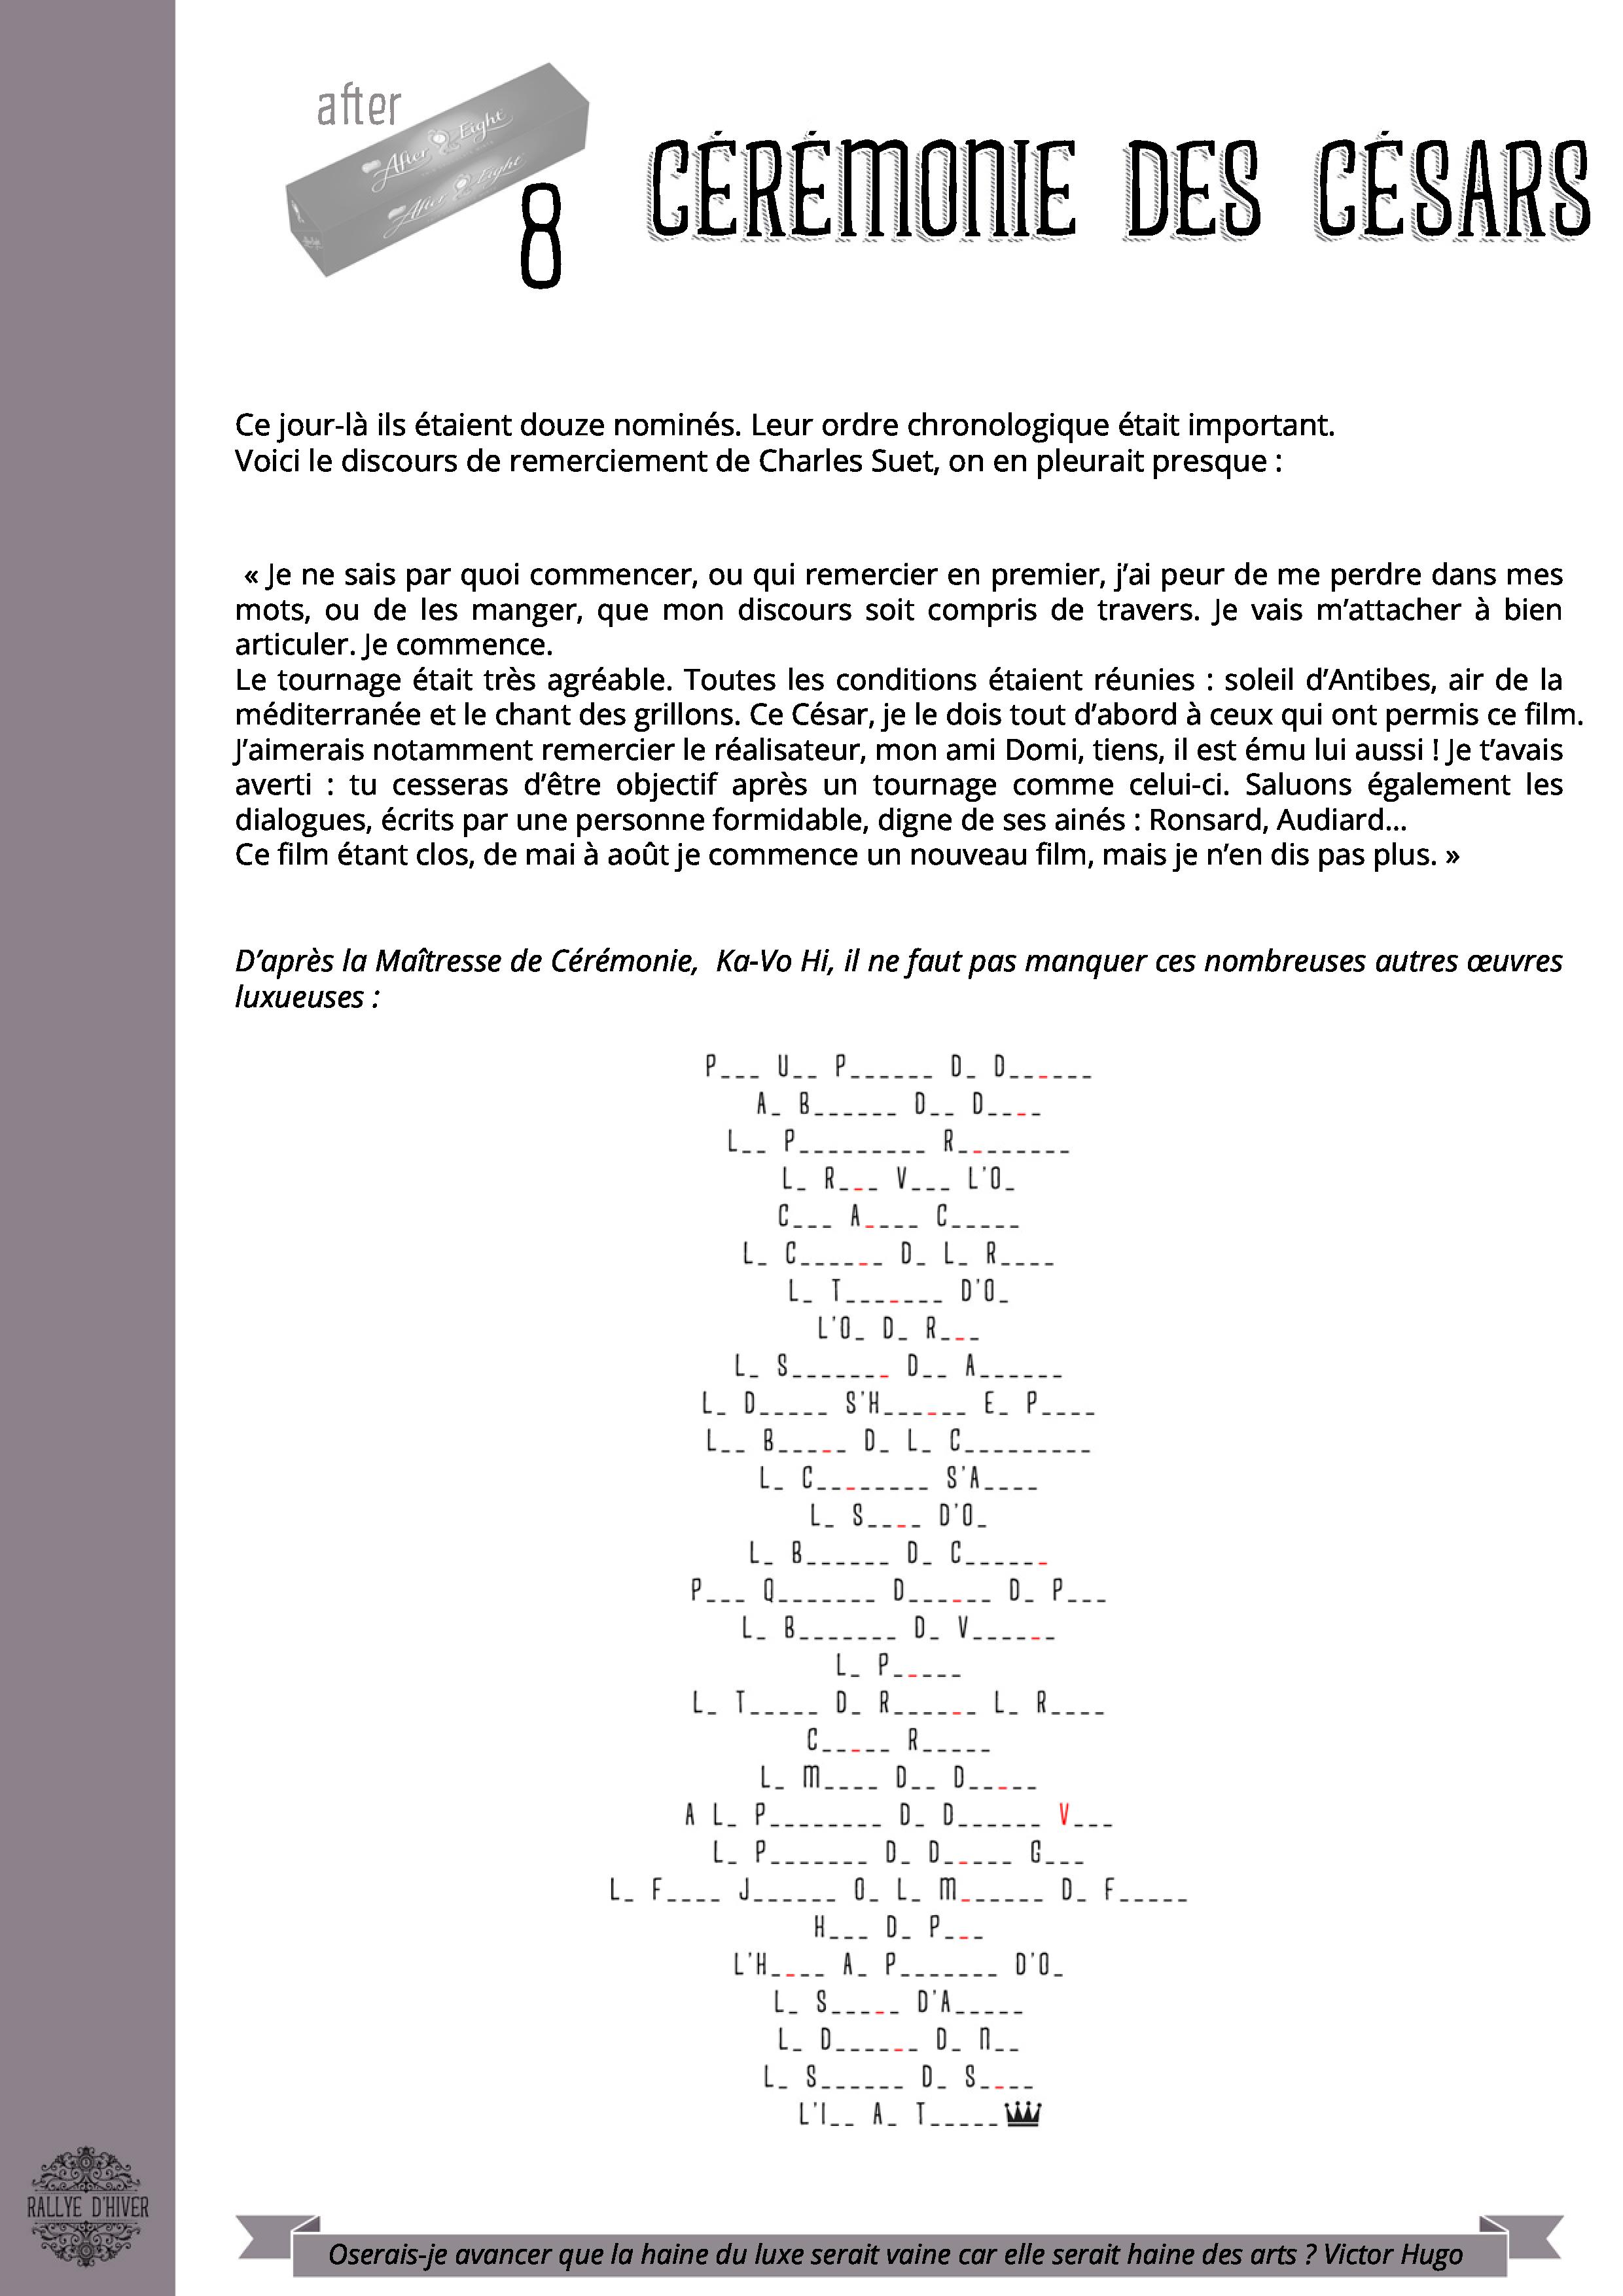 after
After Eight
After Eight
8
CÉRÉMONIE DES CÉSARS
Ce jour-là ils étaient douze nominés. Leur ordre chronologique était important.
Voici le discours de remerciement de Charles Suet, on en pleurait presque :
« Je ne sais par quoi commencer, ou qui remercier en premier, j’ai peur de me perdre dans mes
mots, ou de les manger, que mon discours soit compris de travers. Je vais m’attacher à bien
articuler. Je commence.
Le tournage était très agréable. Toutes les conditions étaient réunies : soleil d’Antibes, air de la
méditerranée et le chant des grillons. Ce César, je le dois tout d’abord à ceux qui ont permis ce film.
J’aimerais notamment remercier le réalisateur, mon ami Domi, tiens, il est ému lui aussi ! Je t’avais
averti : tu cesseras d’être objectif après un tournage comme celui-ci. Saluons également les
dialogues, écrits par une personne formidable, digne de ses ainés : Ronsard, Audiard...
Ce film étant clos, de mai à août je commence un nouveau film, mais je n’en dis pas plus. »
D’après la Maîtresse de Cérémonie, Ka-Vo Hi, il ne faut pas manquer ces nombreuses autres œuvres
luxueuses :
P___ U__ P______ D_ D______
A_ B______ D__ D____
L__ P_________ R________
L_ R___ V___ L'O_
C___ A____ C_____
L_ C______ D_ L_ R____
L_ T_______ D'O_
L'O_ D_ R___
L_ S_______ D__ A______
L_ D_____ S'H______ E_ P____
L__ B_____ D_ L_ C_________
L_ C________ S'A____
L_ S____ D'O_
L_ B______ D_ C______
P___ Q_______ D______ D_ P___
L_ B_______ D_ V______
L_ P_____
L_ T_____ D_ R______ L_ R____
C_____ R_____
L_ M____ D__ D_____
A L_ P________ D_ D______ V___
L_ P_______ D_ D______ G___
L_ F____ J______ O_ L_ M______ D_ F_____
H___ D_ P___
L'H____ A_ P_______ D'O_
L_ S_____ D'A_____
L_ D______ D_ N__
L_ S______ D_ S____
L'I__ A_ T_____
RALLYE D'HIVER
Oserais-je avancer que la haine du luxe serait vaine car elle serait haine des arts ? Victor Hugo